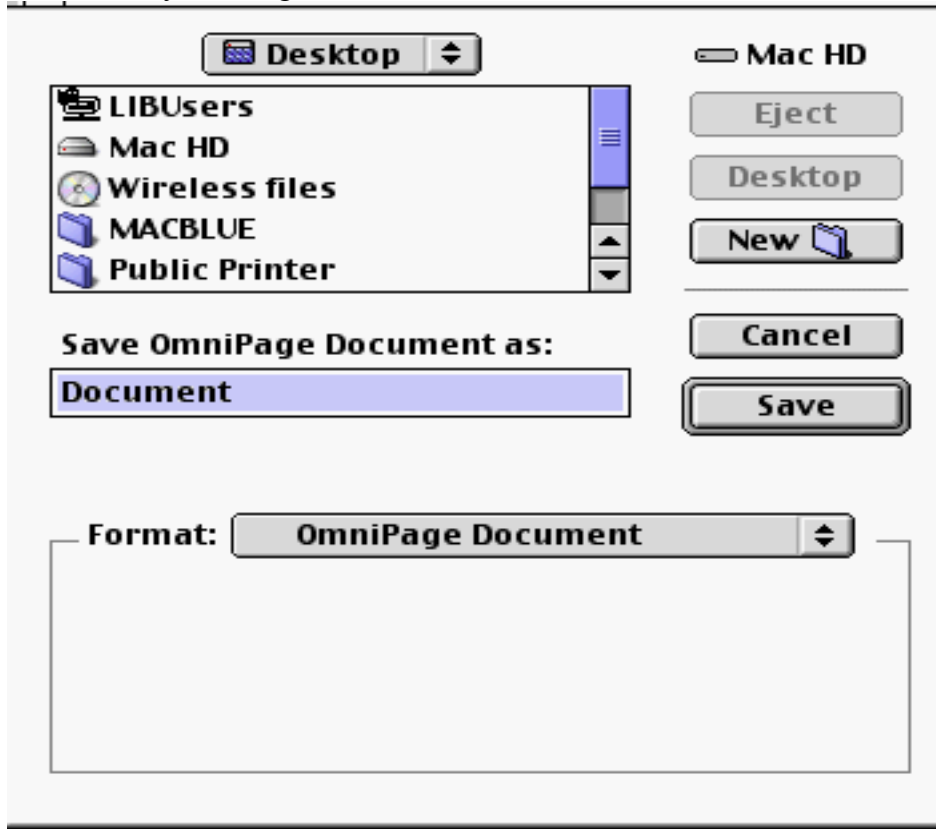 Desktop
Mac HD
LIBUsers
Mac HD
Wireless files
MACBLUE
Public Printer
Eject
Desktop
New
Save OmniPage Document as:
Document
Cancel
Save
Format: OmniPage Document